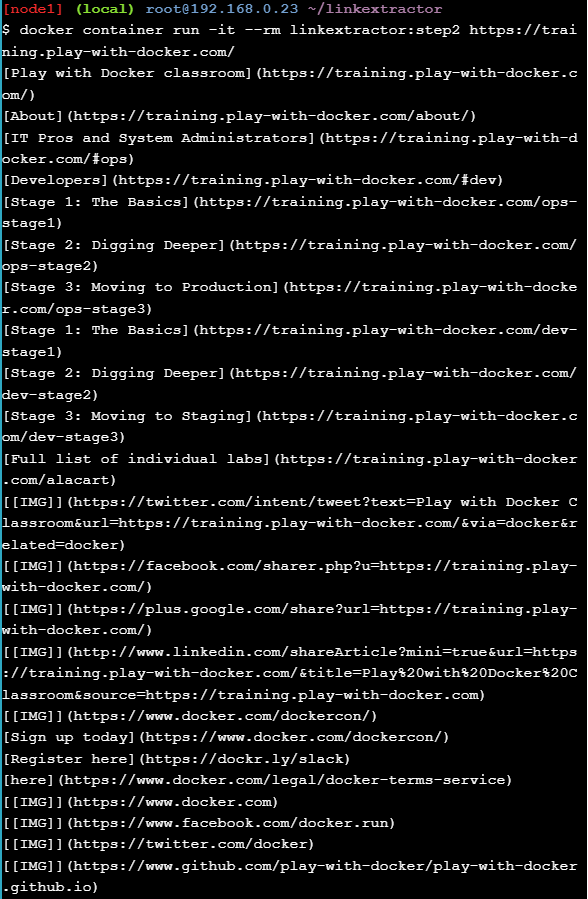 [node1] (local) root@192.168.0.23 ~/linkextractor
$ docker container run -it --rm linkextractor:step2 https://trai
ning.play-with-docker.com/
[Play with Docker classroom](https://training.play-with-docker.c
om/)
[About](https://training.play-with-docker.com/about/)
[IT Pros and System Administrators](https://training.play-with-d
ocker.com/#ops)
[Developers](https://training.play-with-docker.com/#dev)
[Stage 1: The Basics](https://training.play-with-docker.com/ops-
stage1)
[Stage 2: Digging Deeper](https://training.play-with-docker.com/
ops-stage2)
[Stage 3: Moving to Production](https://training.play-with-docke
r.com/ops-stage3)
[Stage 1: The Basics](https://training.play-with-docker.com/dev-
stage1)
[Stage 2: Digging Deeper](https://training.play-with-docker.com/
dev-stage2)
[Stage 3: Moving to Staging](https://training.play-with-docker.c
om/dev-stage3)
[Full list of individual labs](https://training.play-with-docker
.com/alacart)
[[IMG]](https://twitter.com/intent/tweet?text=Play with Docker C
lassroom&url=https://training.play-with-docker.com/&via=docker&r
elated=docker)
[[IMG]](https://facebook.com/sharer.php?u=https://training.play-
with-docker.com/)
[[IMG]](https://plus.google.com/share?url=https://training.play-
with-docker.com/)
[[IMG]](http://www.linkedin.com/shareArticle?mini=true&url=https
://training.play-with-docker.com/&title=Play%20with%20Docker%20C
lassroom&source=https://training.play-with-docker.com)
[[IMG]](https://www.docker.com/dockercon/)
[Sign up today](https://www.docker.com/dockercon/)
[Register here](https://dockr.ly/slack)
[here](https://www.docker.com/legal/docker-terms-service)
[[IMG]](https://www.docker.com)
[[IMG]](https://www.facebook.com/docker.run)
[[IMG]](https://twitter.com/docker)
[[IMG]](https://www.github.com/play-with-docker/play-with-docker
.github.io)